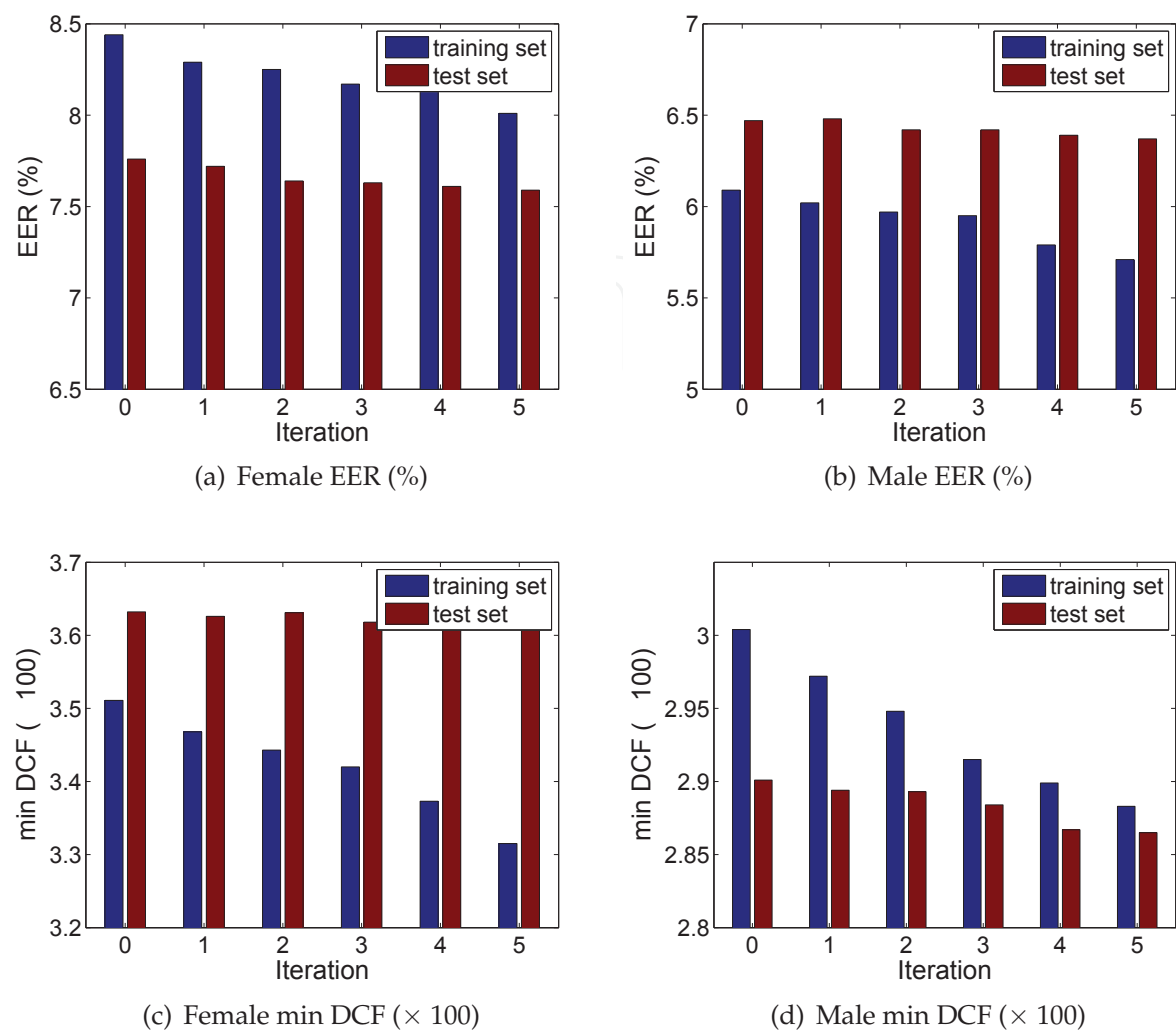 8.5
8
7.5
7
6.5
EER (%)
training set
test set
0 1 2 3 4 5
Iteration
(a) Female EER (%)
7
6.5
6
5.5
5
EER (%)
training set
test set
0 1 2 3 4 5
Iteration
(b) Male EER (%)
3.7
3.6
3.5
3.4
3.3
3.2
min DCF ( 100)
training set
test set
0 1 2 3 4 5
Iteration
(c) Female min DCF (× 100)
3
2.95
2.9
2.85
2.8
min DCF ( 100)
training set
test set
0 1 2 3 4 5
Iteration
(d) Male min DCF (× 100)